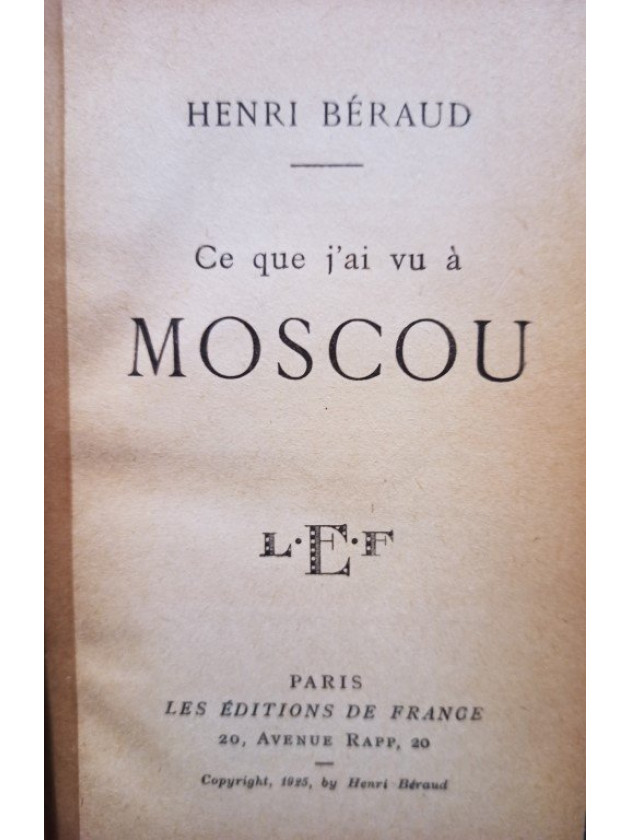 HENRI BÉRAUD
Ce que j'ai vu à
MOSCOU
L·E·F
PARIS
LES ÉDITIONS DE FRANCE
20, AVENUE RAPP, 20
Copyright, 1925, by Henri Béraud